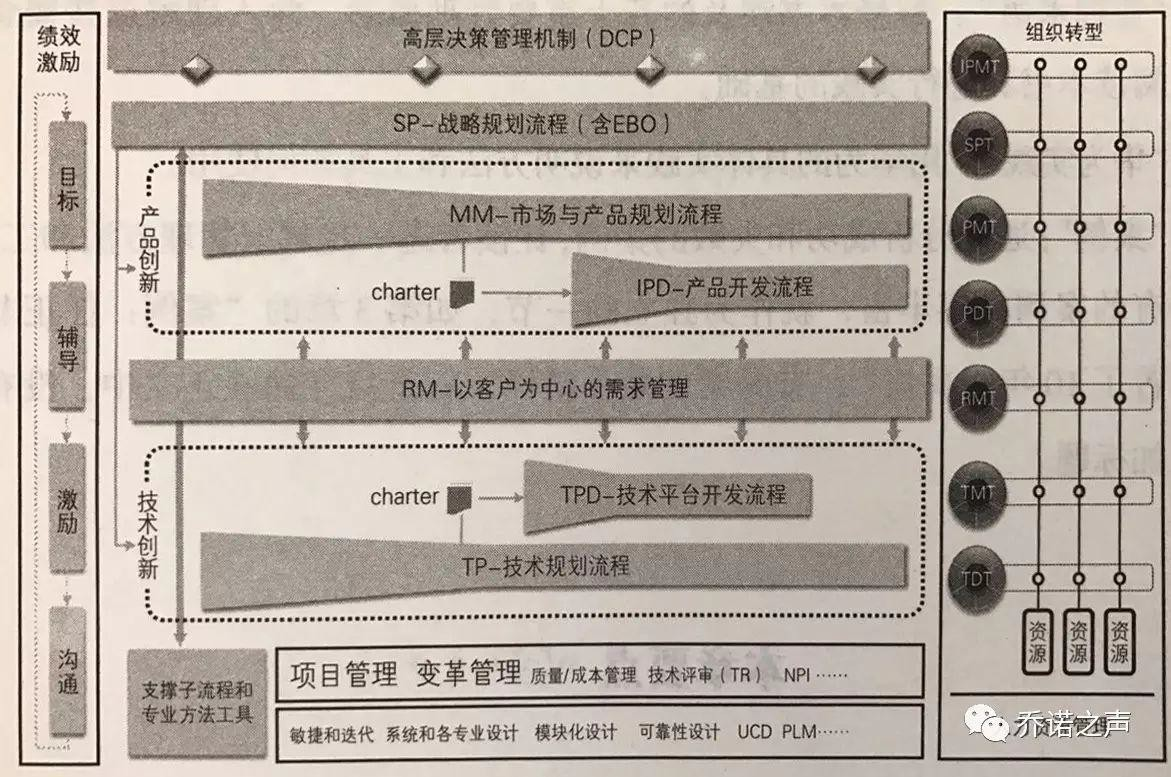 绩效
激励
目标
辅导
激励
沟通
高层决策管理机制（DCP）
SP-战略规划流程（含EBO）
产品创新
MM-市场与产品规划流程
charter
IPD-产品开发流程
RM-以客户为中心的需求管理
技术创新
charter
TPD-技术平台开发流程
TP-技术规划流程
支撑子流程和
专业方法工具
项目管理 变革管理 质量/成本管理 技术评审（TR） NPI ……
敏捷和迭代 系统和各专业设计 模块化设计 可靠性设计 UCD PLM……
组织转型
IPMT
SPT
PMT
PDT
RMT
TMT
TDT
资源
资源
资源
乔诺之声